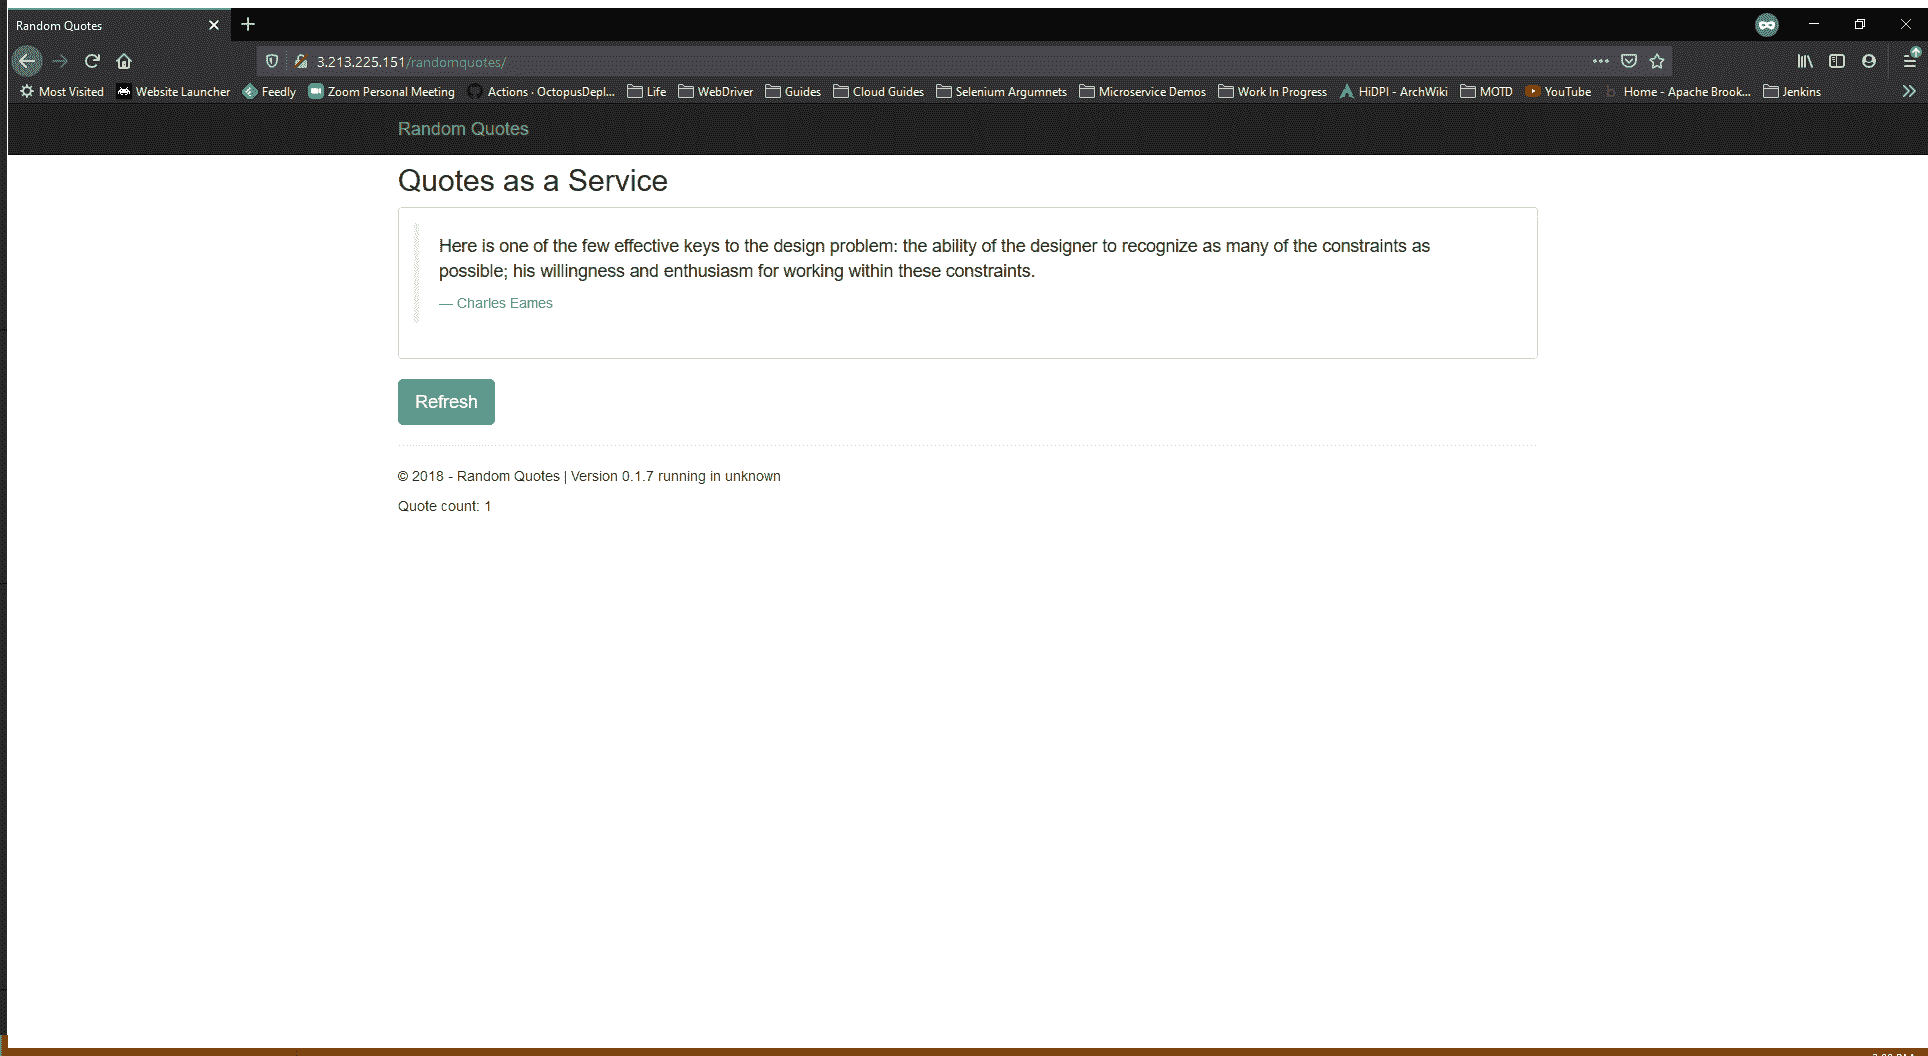 Random Quotes
3.213.225.151/randomquotes/
Most Visited Website Launcher Feedly Zoom Personal Meeting Actions · OctopusDepl... Life WebDriver Guides Cloud Guides Selenium Argumnets Microservice Demos Work In Progress HiDPI - ArchWiki MOTD YouTube Home - Apache Brook... Jenkins
Random Quotes
Quotes as a Service
Here is one of the few effective keys to the design problem: the ability of the designer to recognize as many of the constraints as
possible; his willingness and enthusiasm for working within these constraints.
— Charles Eames
Refresh
© 2018 - Random Quotes | Version 0.1.7 running in unknown
Quote count: 1